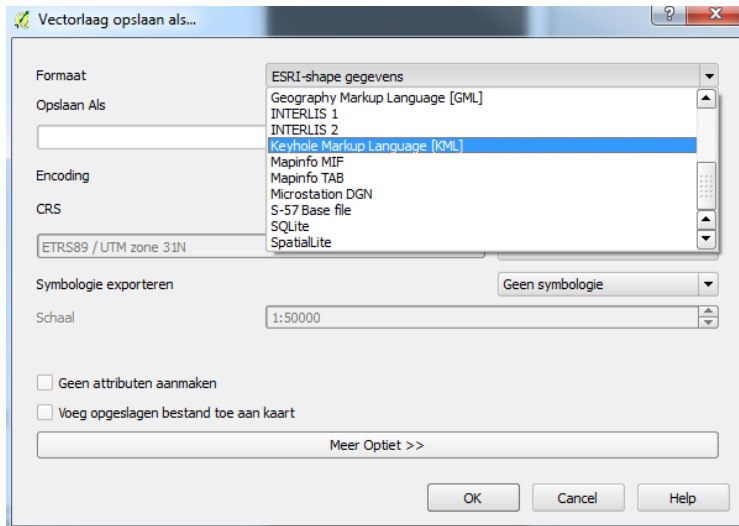 Vectorlaag opslaan als...
Formaat
ESRI-shape gegevens
Opslaan Als
Geography Markup Language [GML]
INTERLIS 1
INTERLIS 2
Keyhole Markup Language [KML]
Mapinfo MIF
Mapinfo TAB
Microstation DGN
S-57 Base file
SQLite
SpatialLite
Encoding
CRS
ETRS89 / UTM zone 31N
Symbologie exporteren
Geen symbologie
Schaal
1:50000
Geen attributen aanmaken
Voeg opgeslagen bestand toe aan kaart
Meer Optiet >>
OK
Cancel
Help